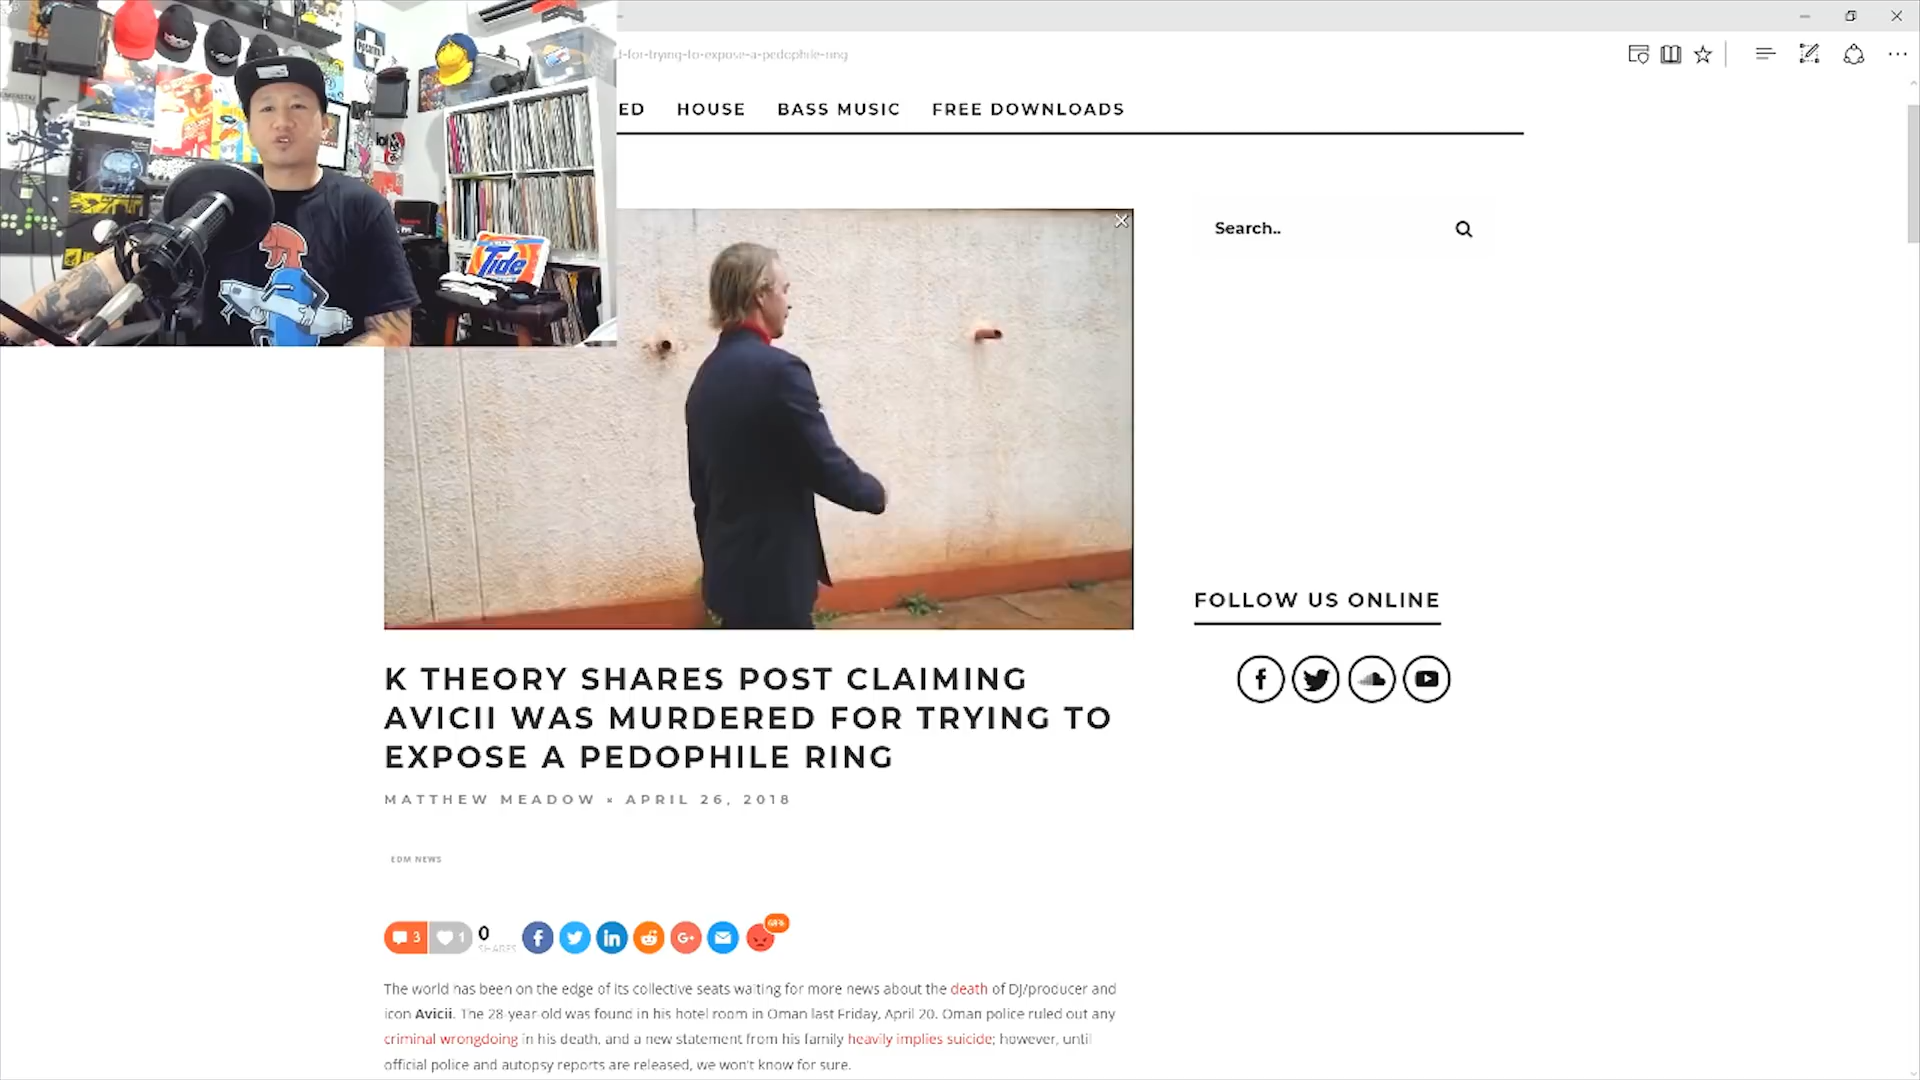 d-for-trying-to-expose-a-pedophile-ring
ED HOUSE BASS MUSIC FREE DOWNLOADS
Search..
Tide
FOLLOW US ONLINE
K THEORY SHARES POST CLAIMING
AVICII WAS MURDERED FOR TRYING TO
EXPOSE A PEDOPHILE RING
MATTHEW MEADOW × APRIL 26, 2018
EDM NEWS
3 1 0
SHARES
The world has been on the edge of its collective seats waiting for more news about the death of DJ/producer and
icon Avicii. The 28-year-old was found in his hotel room in Oman last Friday, April 20. Oman police ruled out any
criminal wrongdoing in his death, and a new statement from his family heavily implies suicide; however, until
official police and autopsy reports are released, we won't know for sure.